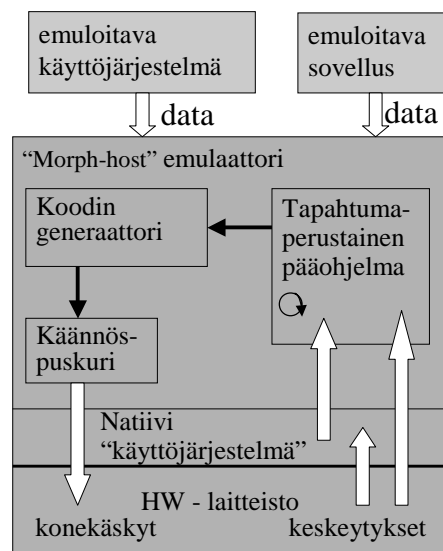 emuloitava
käyttöjärjestelmä
emuloitava
sovellus
data
data
“Morph-host” emulaattori
Koodin
generaattori
Tapahtuma-
perustainen
pääohjelma
Käännös-
puskuri
Natiivi
“käyttöjärjestelmä”
HW - laitteisto
konekäskyt
keskeytykset